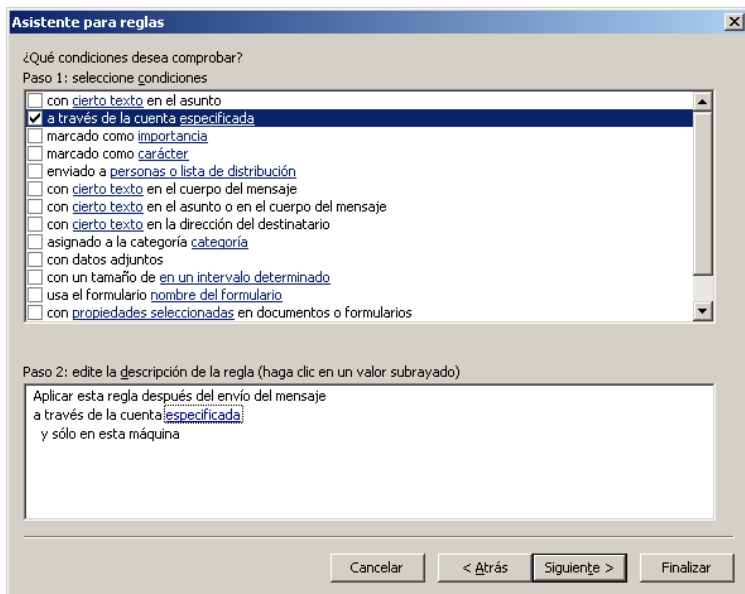 Asistente para reglas
¿Qué condiciones desea comprobar?
Paso 1: seleccione condiciones
con cierto texto en el asunto
a través de la cuenta especificada
marcado como importancia
marcado como carácter
enviado a personas o lista de distribución
con cierto texto en el cuerpo del mensaje
con cierto texto en el asunto o en el cuerpo del mensaje
con cierto texto en la dirección del destinatario
asignado a la categoría categoría
con datos adjuntos
con un tamaño de en un intervalo determinado
usa el formulario nombre del formulario
con propiedades seleccionadas en documentos o formularios
Paso 2: edite la descripción de la regla (haga clic en un valor subrayado)
Aplicar esta regla después del envío del mensaje
a través de la cuenta especificada
y sólo en esta máquina
Cancelar < Atrás Siguiente > Finalizar